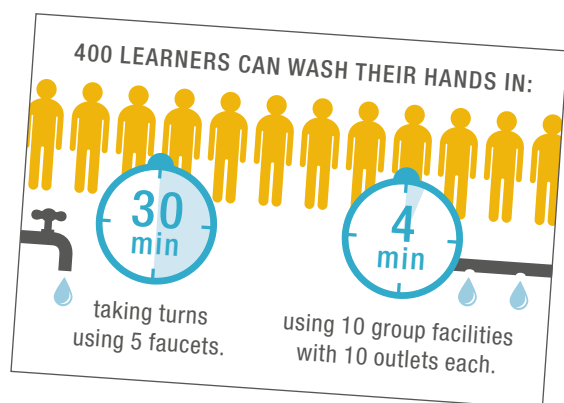 400 LEARNERS CAN WASH THEIR HANDS IN:
30
min
taking turns
using 5 faucets.
4
min
using 10 group facilities
with 10 outlets each.